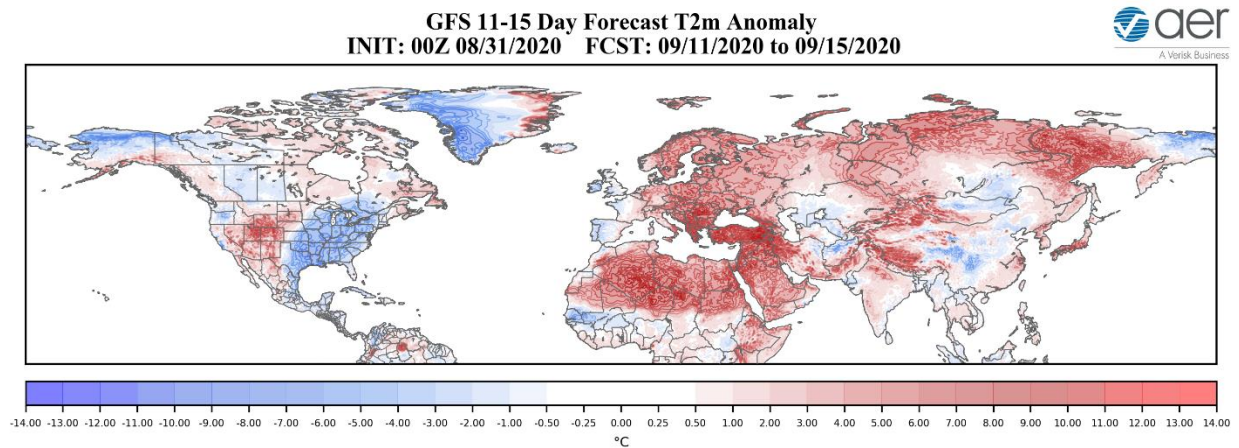 GFS 11-15 Day Forecast T2m Anomaly
INIT: 00Z 08/31/2020 FCST: 09/11/2020 to 09/15/2020
aer
A Verisk Business
-14.00 -13.00 -11.00 -10.00 -9.00 -8.00 -7.00 -6.00 -5.00 -4.00 -3.00 -2.00 -1.00 -0.50 -0.25 0.00 0.25 0.50 1.00 2.00 3.00 4.00 5.00 6.00 7.00 8.00 9.00 10.00 11.00 12.00 14.00
°C